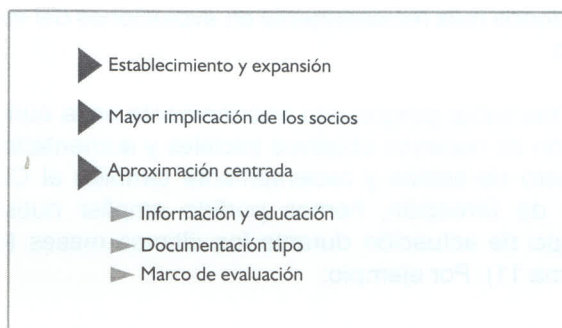 Establecimiento y expansión
Mayor implicación de los socios
Aproximación centrada
Información y educación
Documentación tipo
Marco de evaluación